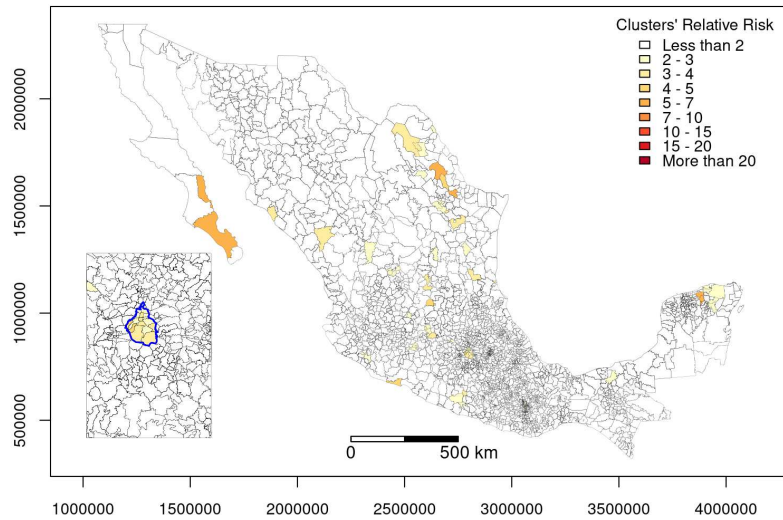 Clusters' Relative Risk
Less than 2
2 - 3
3 - 4
4 - 5
5 - 7
7 - 10
10 - 15
15 - 20
More than 20
2000000
1500000
1000000
500000
0 500 km
1000000 1500000 2000000 2500000 3000000 3500000 4000000